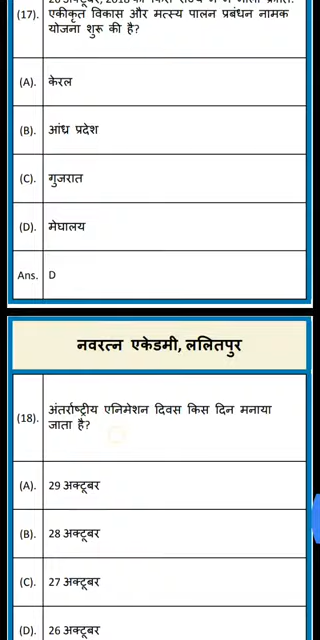 (17). एकीकृत विकास और मत्स्य पालन प्रबंधन नामक
योजना शुरू की है?
(A). केरल
(B). आंध्र प्रदेश
(C). गुजरात
(D). मेघालय
Ans. D
नवरत्न एकेडमी, ललितपुर
(18). अंतर्राष्ट्रीय एनिमेशन दिवस किस दिन मनाया
जाता है?
(A). 29 अक्टूबर
(B). 28 अक्टूबर
(C). 27 अक्टूबर
(D). 26 अक्टूबर